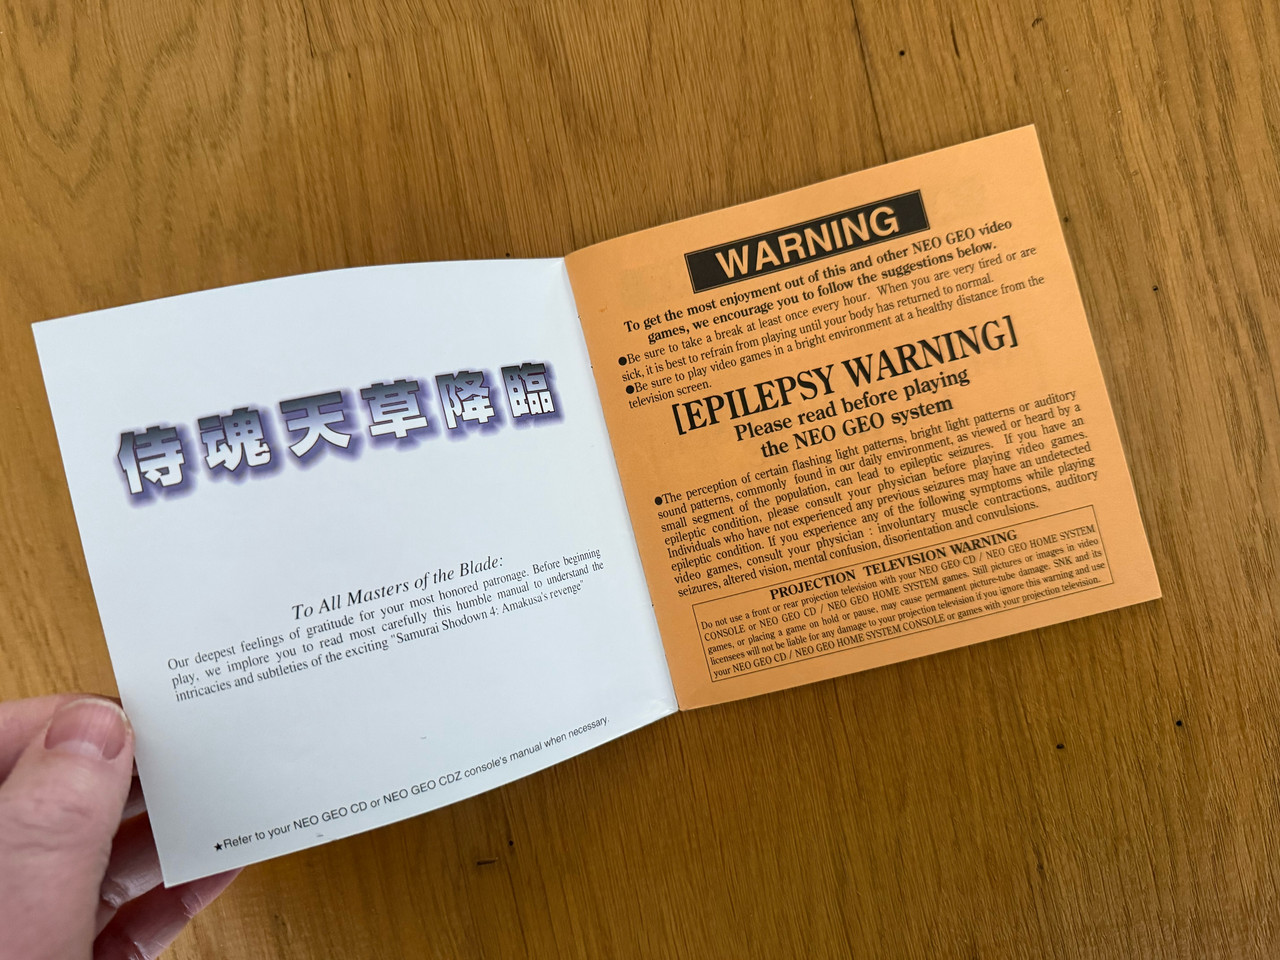 侍魂天草降臨
To All Masters of the Blade:
Our deepest feelings of gratitude for your most honored patronage. Before beginning
play, we implore you to read most carefully this humble manual to understand the
intricacies and subtleties of the exciting "Samurai Shodown 4: Amakusa's revenge"
★Refer to your NEO GEO CD or NEO GEO CDZ console's manual when necessary.
WARNING
To get the most enjoyment out of this and other NEO GEO video
games, we encourage you to follow the suggestions below.
●Be sure to take a break at least once every hour. When you are very tired or are
sick, it is best to refrain from playing until your body has returned to normal.
●Be sure to play video games in a bright environment at a healthy distance from the
television screen.
[EPILEPSY WARNING]
Please read before playing
the NEO GEO system
●The perception of certain flashing light patterns, bright light patterns or auditory
sound patterns, commonly found in our daily environment, as viewed or heard by a
small segment of the population, can lead to epileptic seizures. If you have an
epileptic condition, please consult your physician before playing video games.
Individuals who have not experienced any previous seizures may have an undetected
epileptic condition. If you experience any of the following symptoms while playing
video games, consult your physician : involuntary muscle contractions, auditory
seizures, altered vision, mental confusion, disorientation and convulsions.
PROJECTION TELEVISION WARNING
Do not use a front or rear projection television with your NEO GEO CD / NEO GEO HOME SYSTEM
CONSOLE or NEO GEO CD / NEO GEO HOME SYSTEM games. Still pictures or images in video
games, or placing a game on hold or pause, may cause permanent picture-tube damage. SNK and its
licensees will not be liable for any damage to your projection television if you ignore this warning and use
your NEO GEO CD / NEO GEO HOME SYSTEM CONSOLE or games with your projection television.